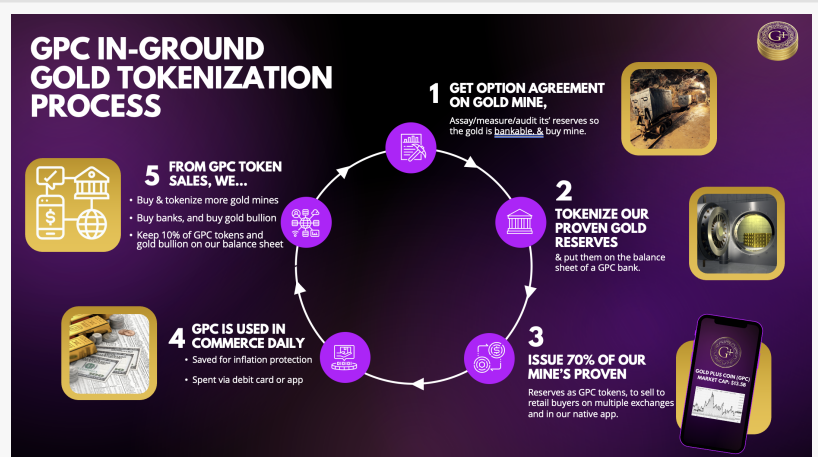 GPC IN-GROUND
GOLD TOKENIZATION
PROCESS
G+
1 GET OPTION AGREEMENT
ON GOLD MINE,
Assay/measure/audit its’ reserves so
the gold is bankable, & buy mine.
2
TOKENIZE OUR
PROVEN GOLD
RESERVES
& put them on the balance
sheet of a GPC bank.
3
ISSUE 70% OF OUR
MINE’S PROVEN
Reserves as GPC tokens, to sell to
retail buyers on multiple exchanges
and in our native app.
G+
GOLD PLUS COIN (GPC)
MARKET CAP: $13.5B
4 GPC IS USED IN
COMMERCE DAILY
• Saved for inflation protection
• Spent via debit card or app
5 FROM GPC TOKEN
SALES, WE...
• Buy & tokenize more gold mines
• Buy banks, and buy gold bullion
• Keep 10% of GPC tokens and
gold bullion on our balance sheet